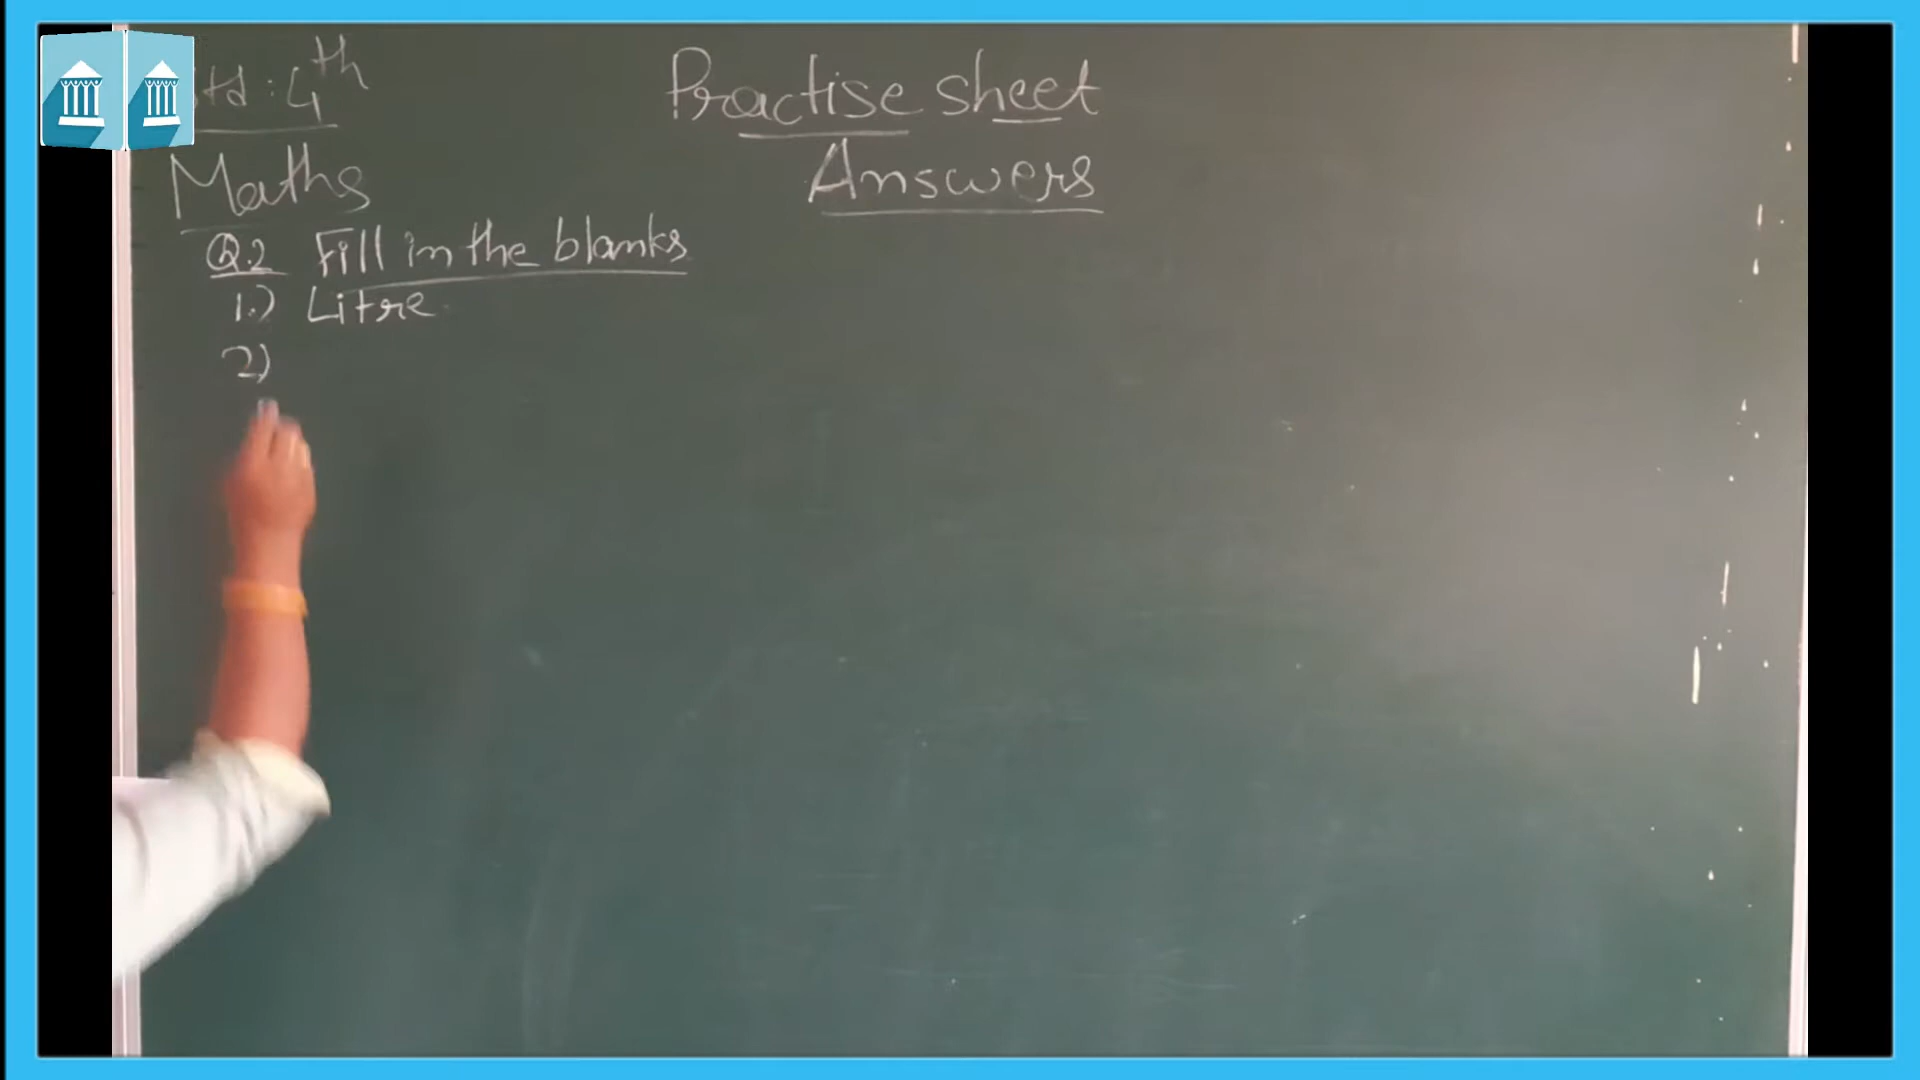 Std : 4th
Practise sheet
Maths
Answers
Q.2 Fill in the blanks
1.) Litre
2)